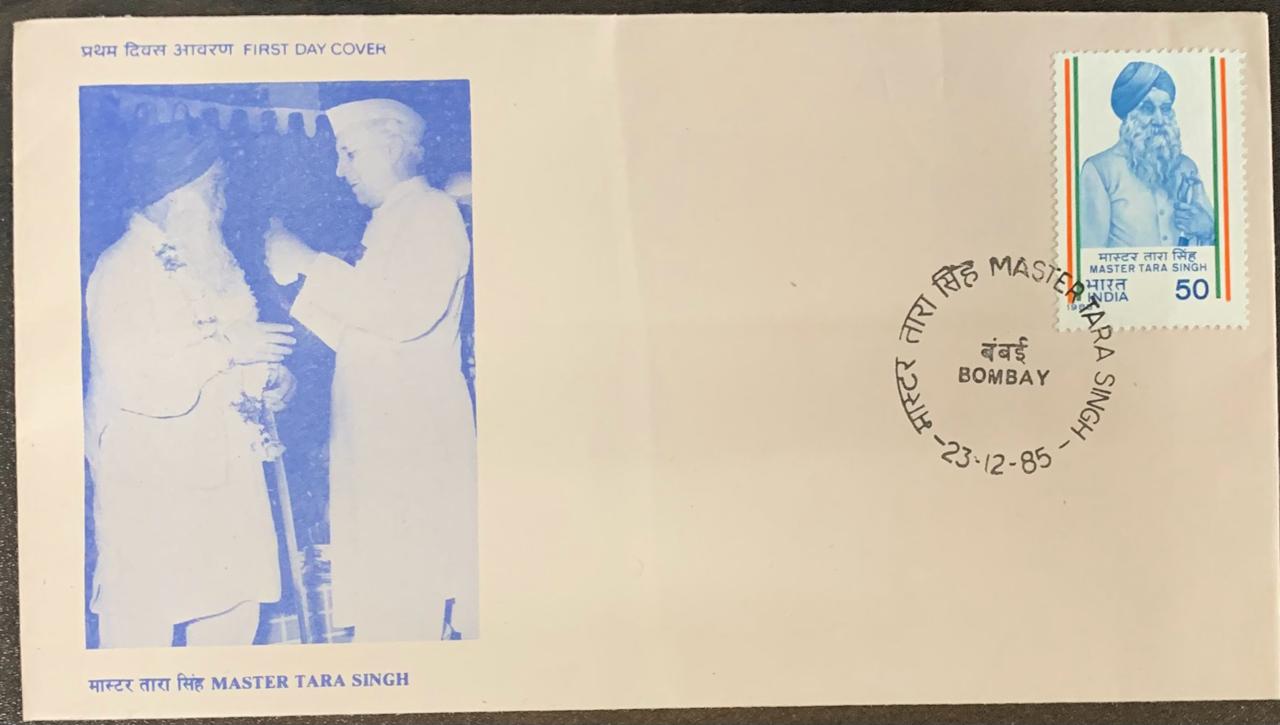 प्रथम दिवस आवरण FIRST DAY COVER
मास्टर तारा सिंह
MASTER TARA SINGH
भारत
INDIA 50
मास्टर तारा सिंह MASTER TARA SINGH
बंबई
BOMBAY
-23-12-85-
मास्टर तारा सिंह MASTER TARA SINGH